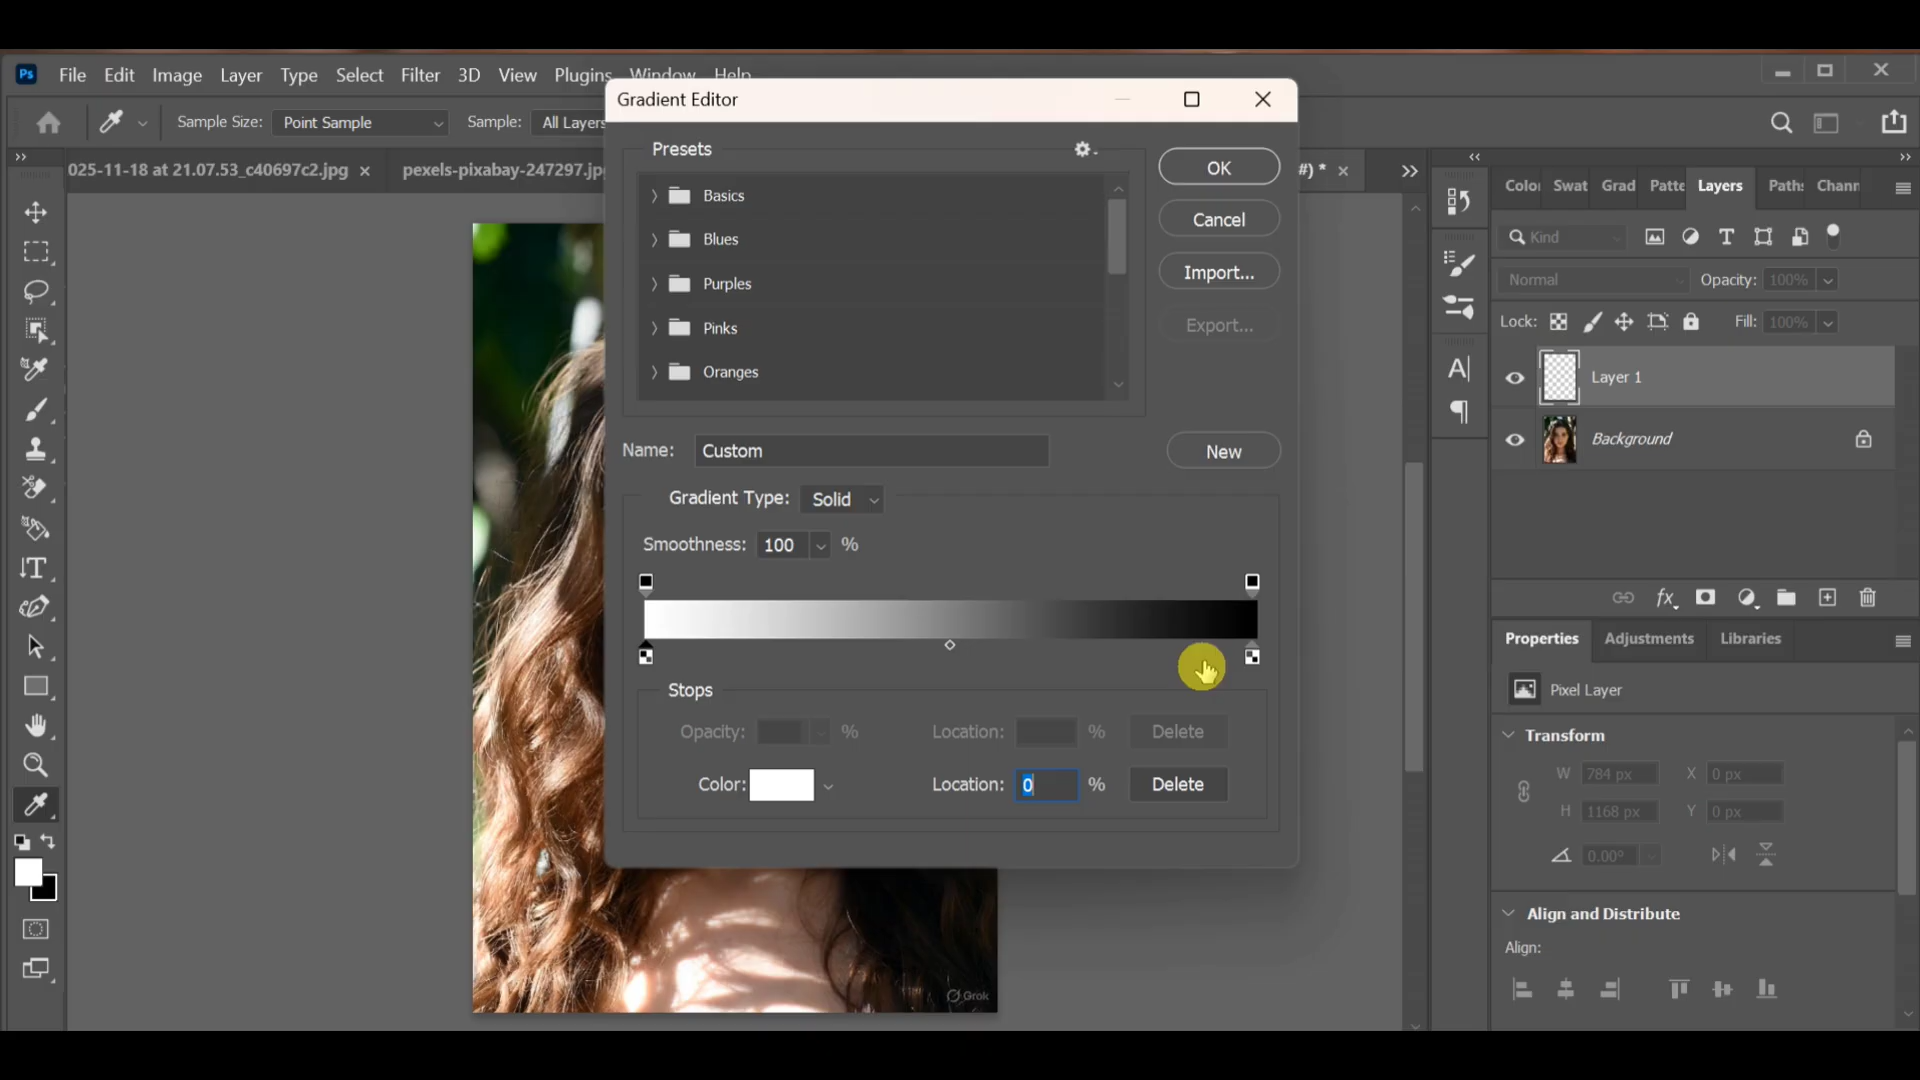 Ps File Edit Image Layer Type Select Filter 3D View Plugins Window Help
Gradient Editor
Sample Size: Point Sample Sample: All Layers
025-11-18 at 21.07.53_c40697c2.jpg × pexels-pixabay-247297.jp #) * ×
Presets
Basics
Blues
Purples
Pinks
Oranges
OK
Cancel
Import...
Export...
Name: Custom
New
Gradient Type: Solid
Smoothness: 100 %
Stops
Opacity: % Location: % Delete
Color: Location: 0 % Delete
Grok
Color Swat Grad Patte Layers Paths Chann
Kind
Normal Opacity: 100%
Lock: Fill: 100%
Layer 1
Background
fx
Properties Adjustments Libraries
Pixel Layer
Transform
W 784 px X 0 px
H 1168 px Y 0 px
0.00°
Align and Distribute
Align: